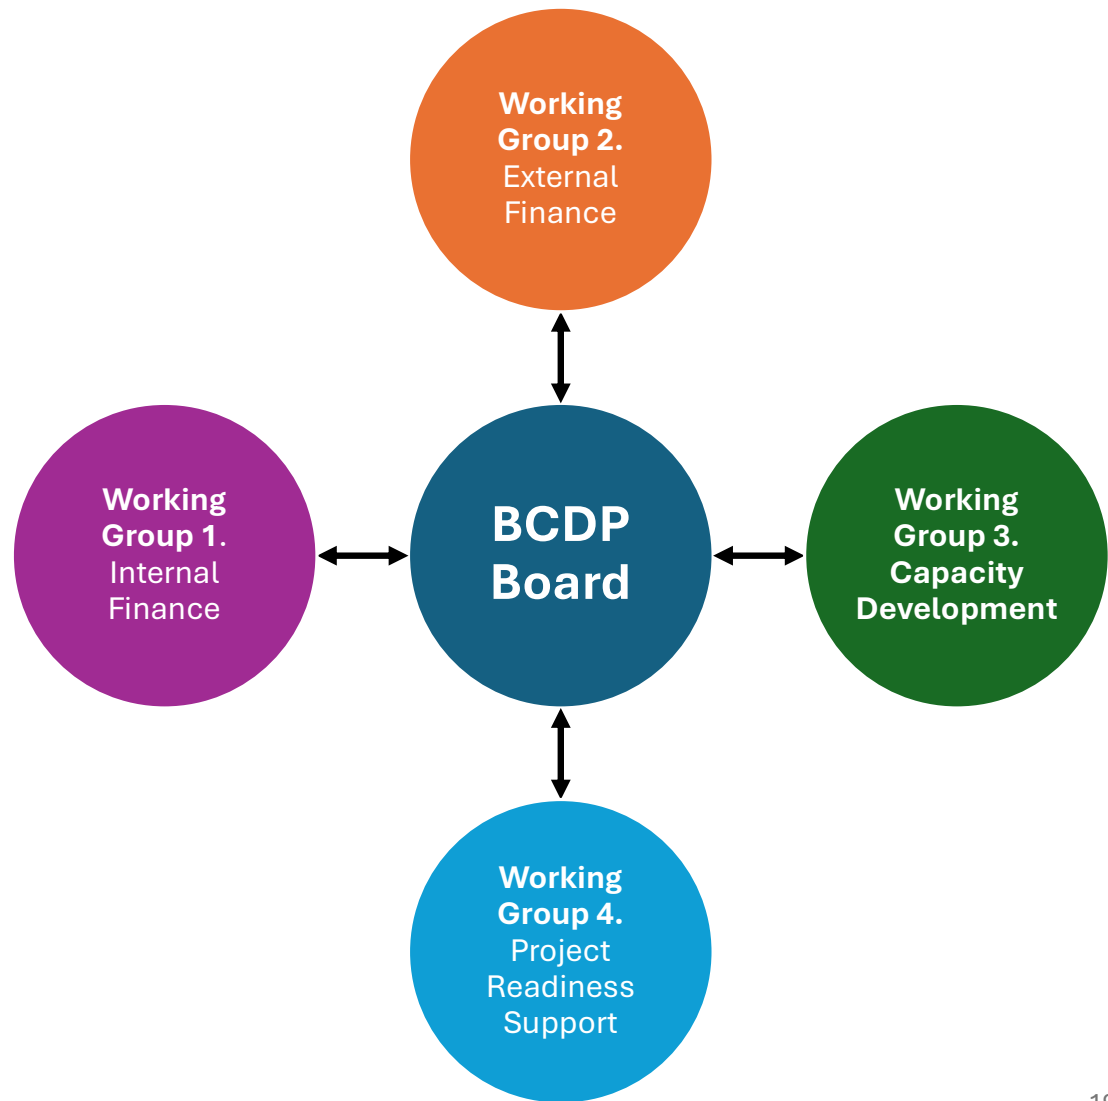 Working
Group 2.
External
Finance
Working
Group 1.
Internal
Finance
BCDP
Board
Working
Group 3.
Capacity
Development
Working
Group 4.
Project
Readiness
Support